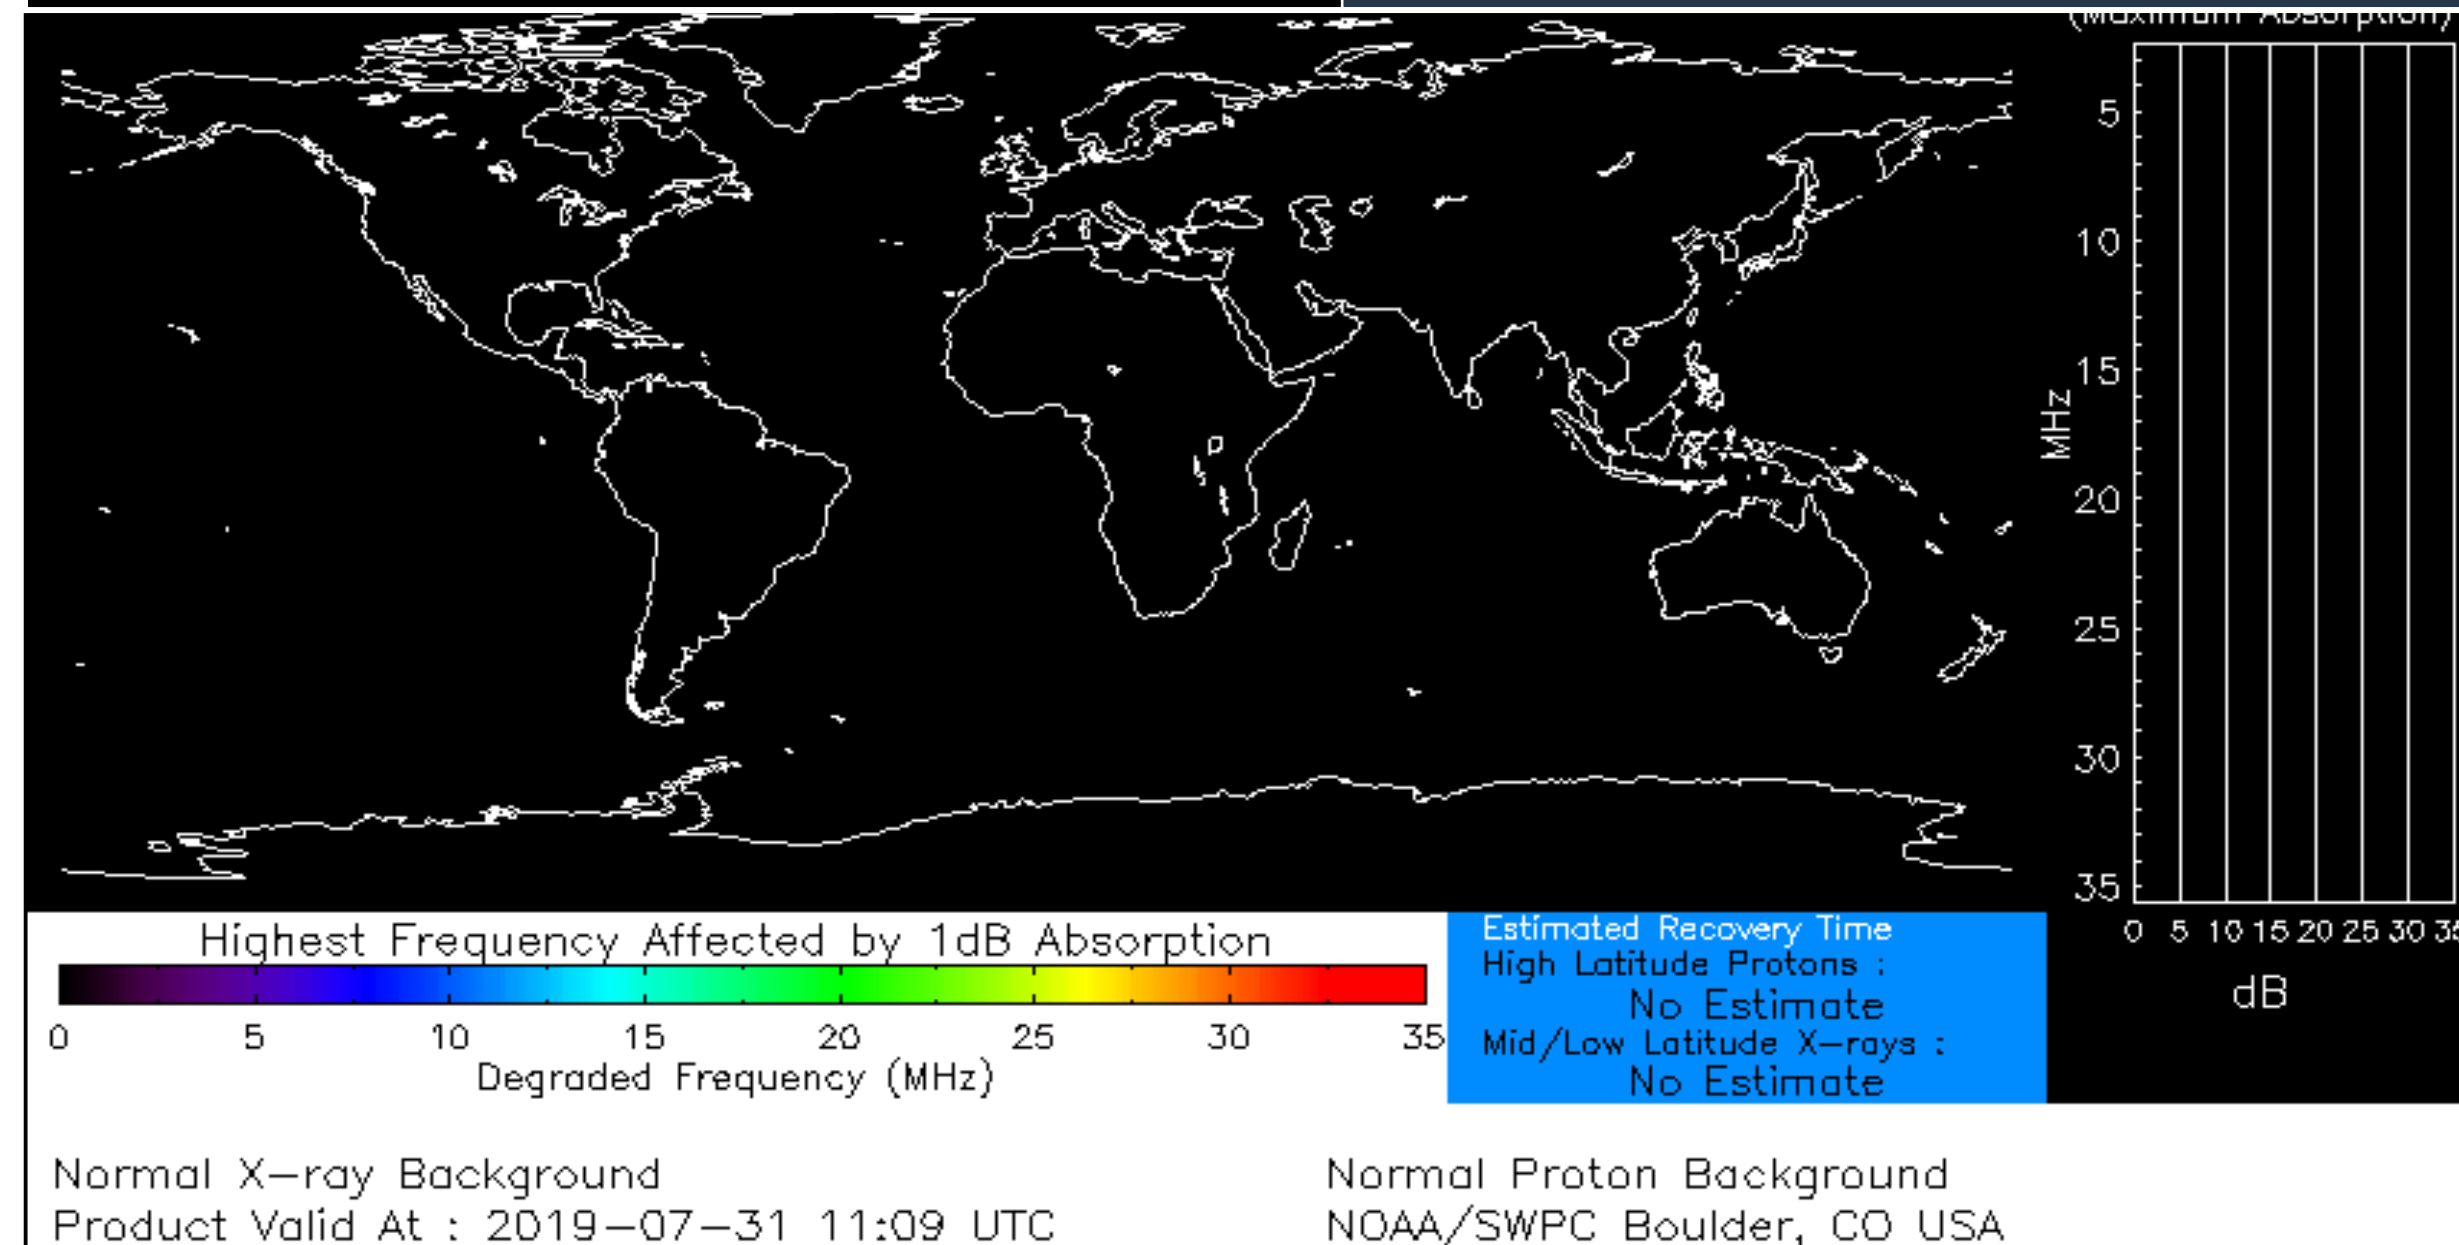 (Maximum Absorption)
5
10
15
20
25
30
35
MHz
0 5 10 15 20 25 30 35
dB
Highest Frequency Affected by 1dB Absorption
0 5 10 15 20 25 30 35
Degraded Frequency (MHz)
Estimated Recovery Time
High Latitude Protons :
No Estimate
Mid/Low Latitude X-rays :
No Estimate
Normal X-ray Background
Product Valid At : 2019-07-31 11:09 UTC
Normal Proton Background
NOAA/SWPC Boulder, CO USA